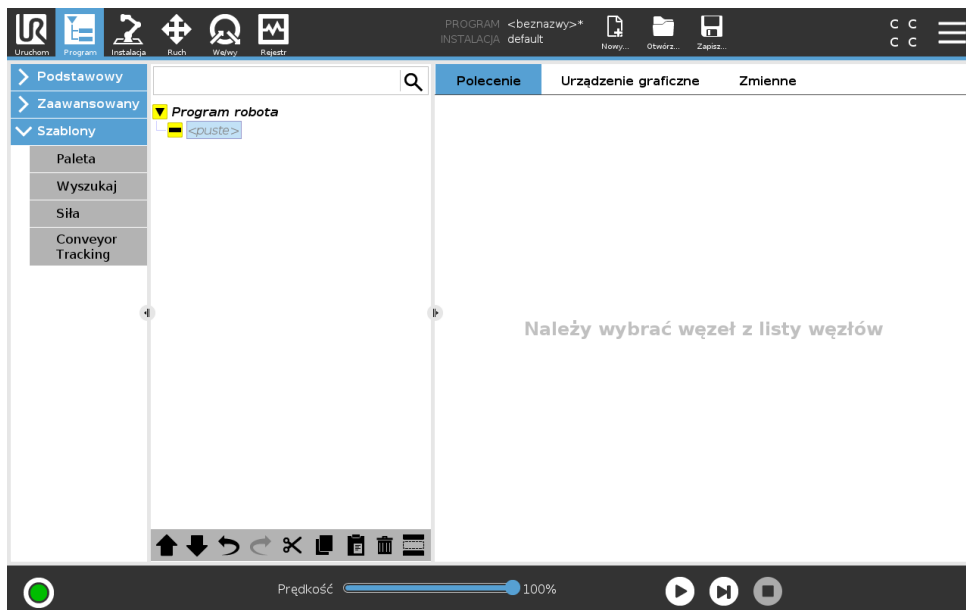 PROGRAM <beznazwy>*
INSTALACJA default
Uruchom Program Instalacja Ruch We/wy Rejestr Nowy... Otwórz... Zapisz...
C C
C C
Podstawowy
Zaawansowany
Szablony
Paleta
Wyszukaj
Siła
Conveyor
Tracking
Program robota
<puste>
Polecenie Urządzenie graficzne Zmienne
Należy wybrać węzeł z listy węzłów
Prędkość 100%